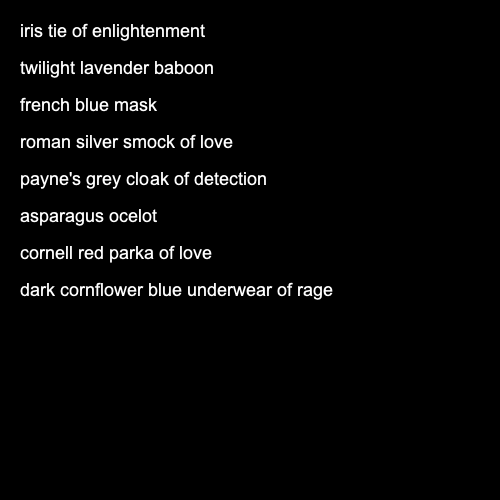 iris tie of enlightenment
twilight lavender baboon
french blue mask
roman silver smock of love
payne's grey cloak of detection
asparagus ocelot
cornell red parka of love
dark cornflower blue underwear of rage